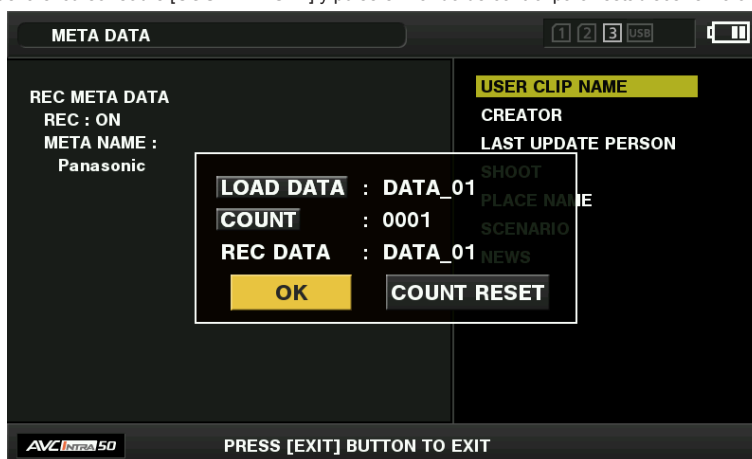 META DATA
1 2 3 USB
REC META DATA
REC : ON
META NAME :
Panasonic
USER CLIP NAME
CREATOR
LAST UPDATE PERSON
SHOOT
PLACE NAME
SCENARIO
NEWS
LOAD DATA : DATA_01
COUNT : 0001
REC DATA : DATA_01
OK COUNT RESET
AVC INTRA 50 PRESS [EXIT] BUTTON TO EXIT